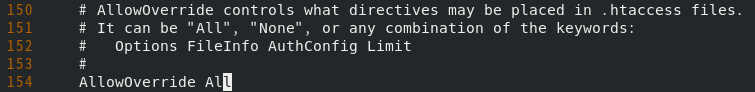 150     # AllowOverride controls what directives may be placed in .htaccess files.
151     # It can be "All", "None", or any combination of the keywords:
152     #   Options FileInfo AuthConfig Limit
153     #
154     AllowOverride All